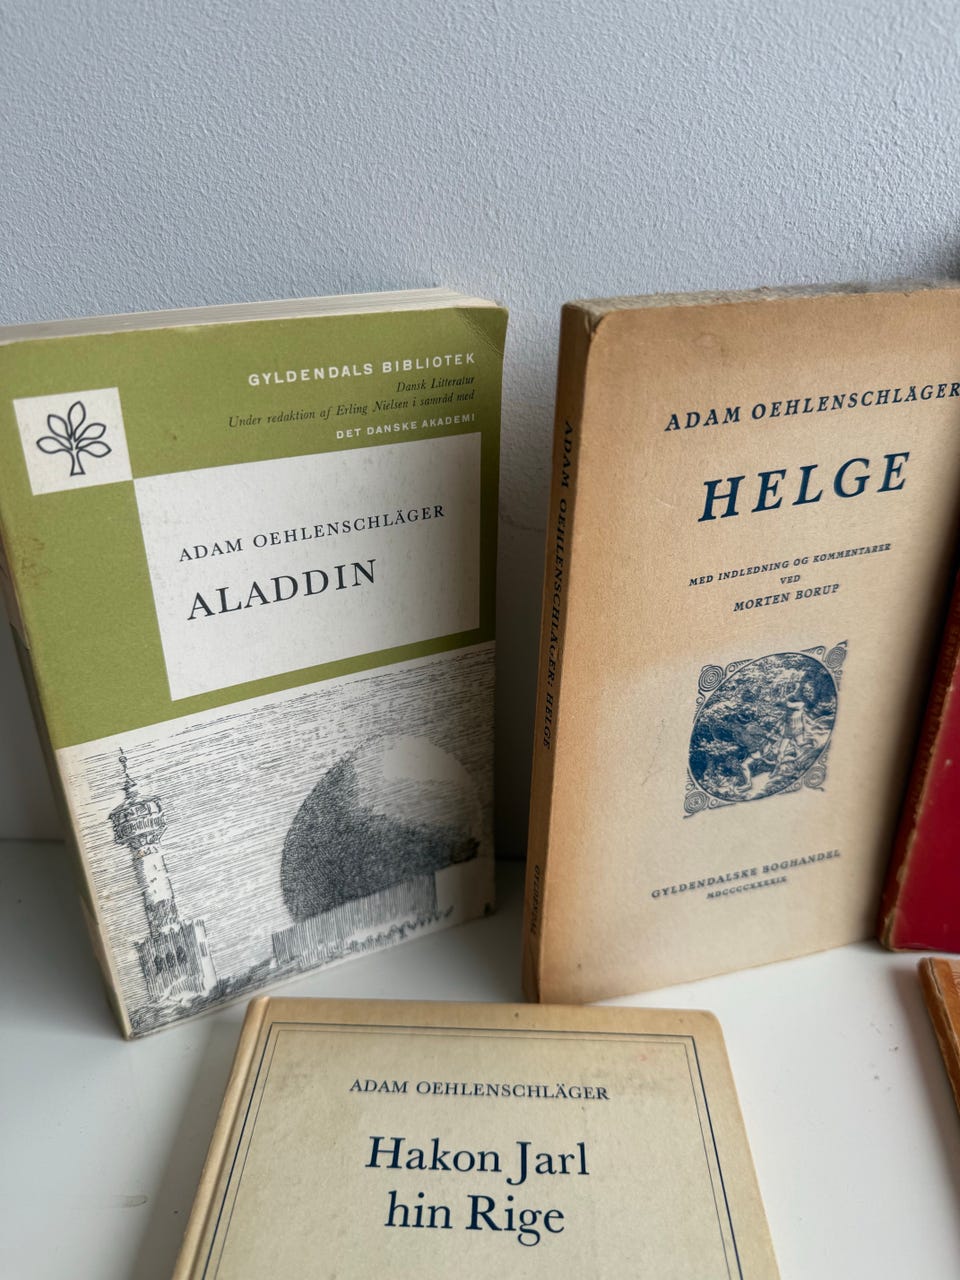 GYLDENDALS BIBLIOTEK
Dansk Litteratur
Under redaktion af Erling Nielsen i samråd med
DET DANSKE AKADEMI
ADAM OEHLENSCHLÄGER
ALADDIN
ADAM OEHLENSCHLÄGER: HELGE
GYLDENDAL
ADAM OEHLENSCHLÄGER
HELGE
MED INDLEDNING OG KOMMENTARER
VED
MORTEN BORUP
GYLDENDALSKE BOGHANDEL
MDCCCCXXXXIX
ADAM OEHLENSCHLÄGER
Hakon Jarl
hin Rige